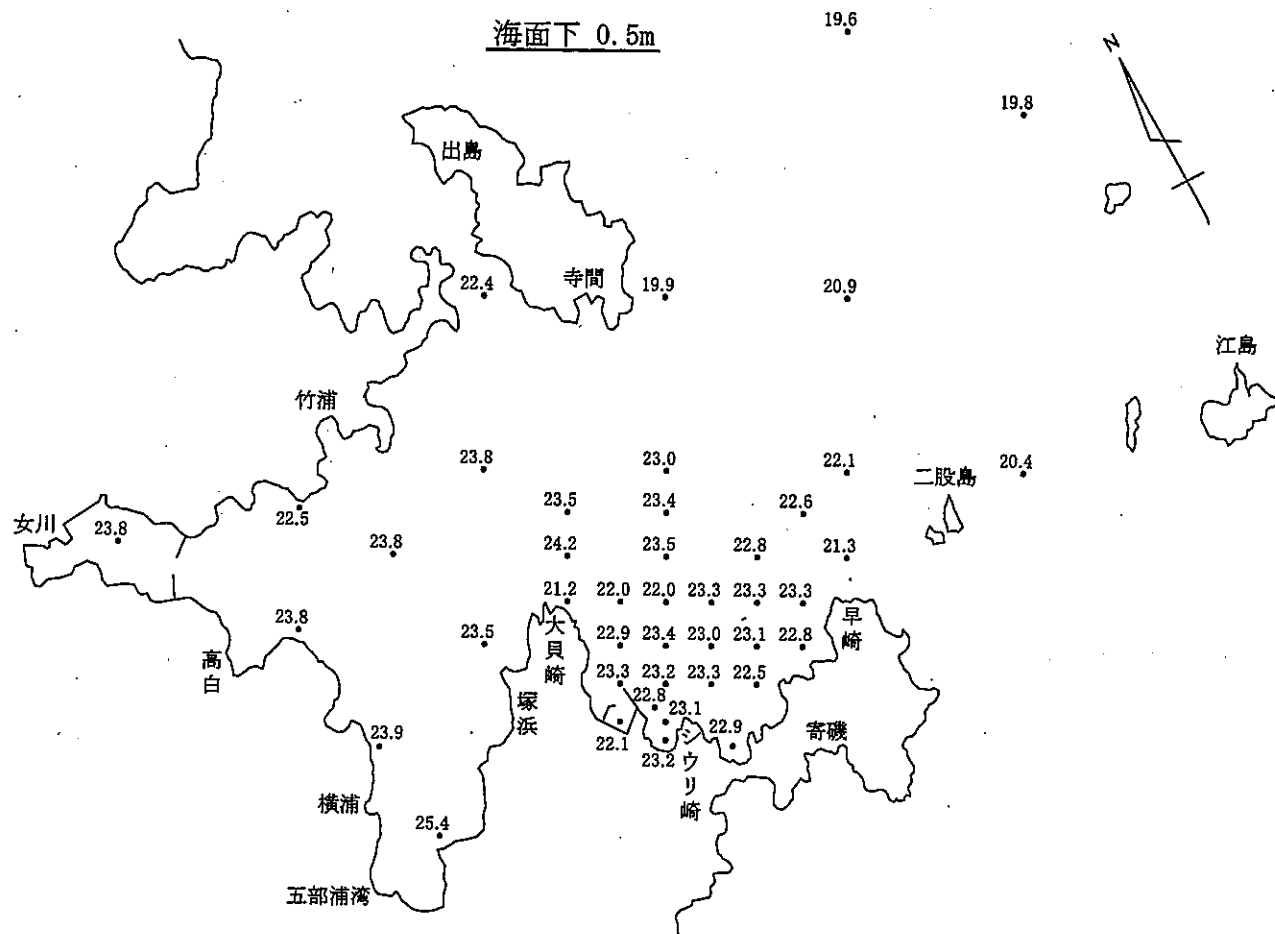 海面下 0.5m
19.6
N
19.8
出島
寺間
22.4
19.9
20.9
江島
竹浦
23.8
23.0
22.1
二股島
20.4
22.5
23.5
23.4
22.6
女川
23.8
23.8
24.2
23.5
22.8
21.3
21.2
22.0
22.0
23.3
23.3
23.3
23.8
23.5
大貝崎
22.9
23.4
23.0
23.1
22.8
早崎
高白
23.3
23.2
23.3
22.5
塚浜
22.8
23.1
22.1
23.2
シウリ崎
22.9
寄磯
23.9
横浦
25.4
五部浦湾